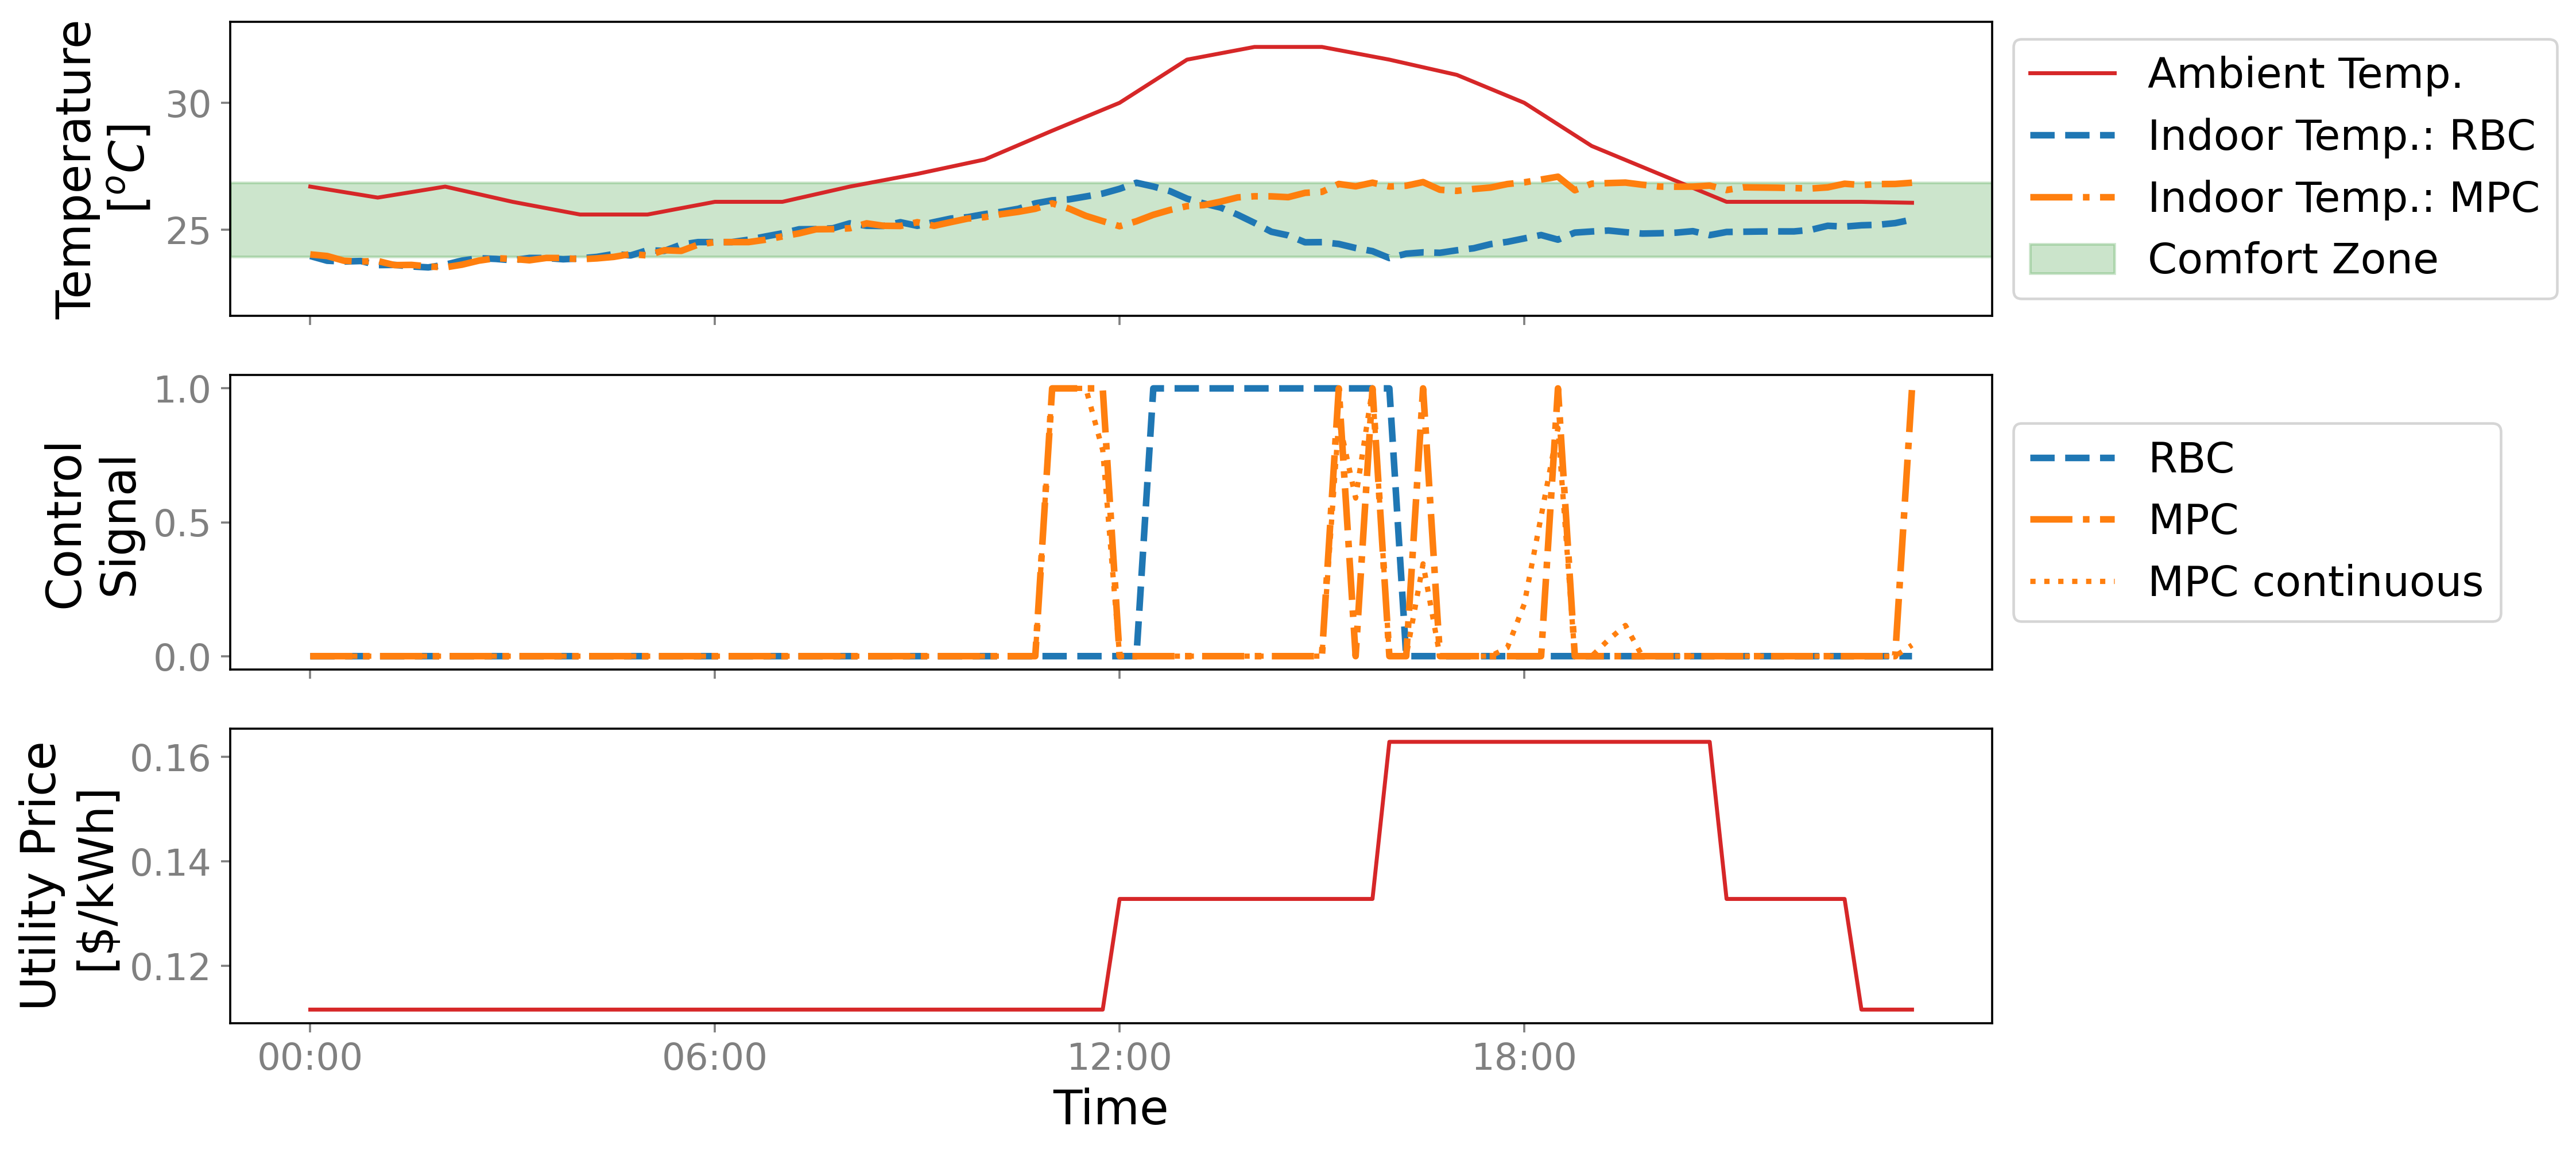 Temperature
[°C]
30
25
Ambient Temp.
Indoor Temp.: RBC
Indoor Temp.: MPC
Comfort Zone
Control
Signal
1.0
0.5
0.0
RBC
MPC
MPC continuous
Utility Price
[$/kWh]
0.16
0.14
0.12
00:00 06:00 12:00 18:00
Time